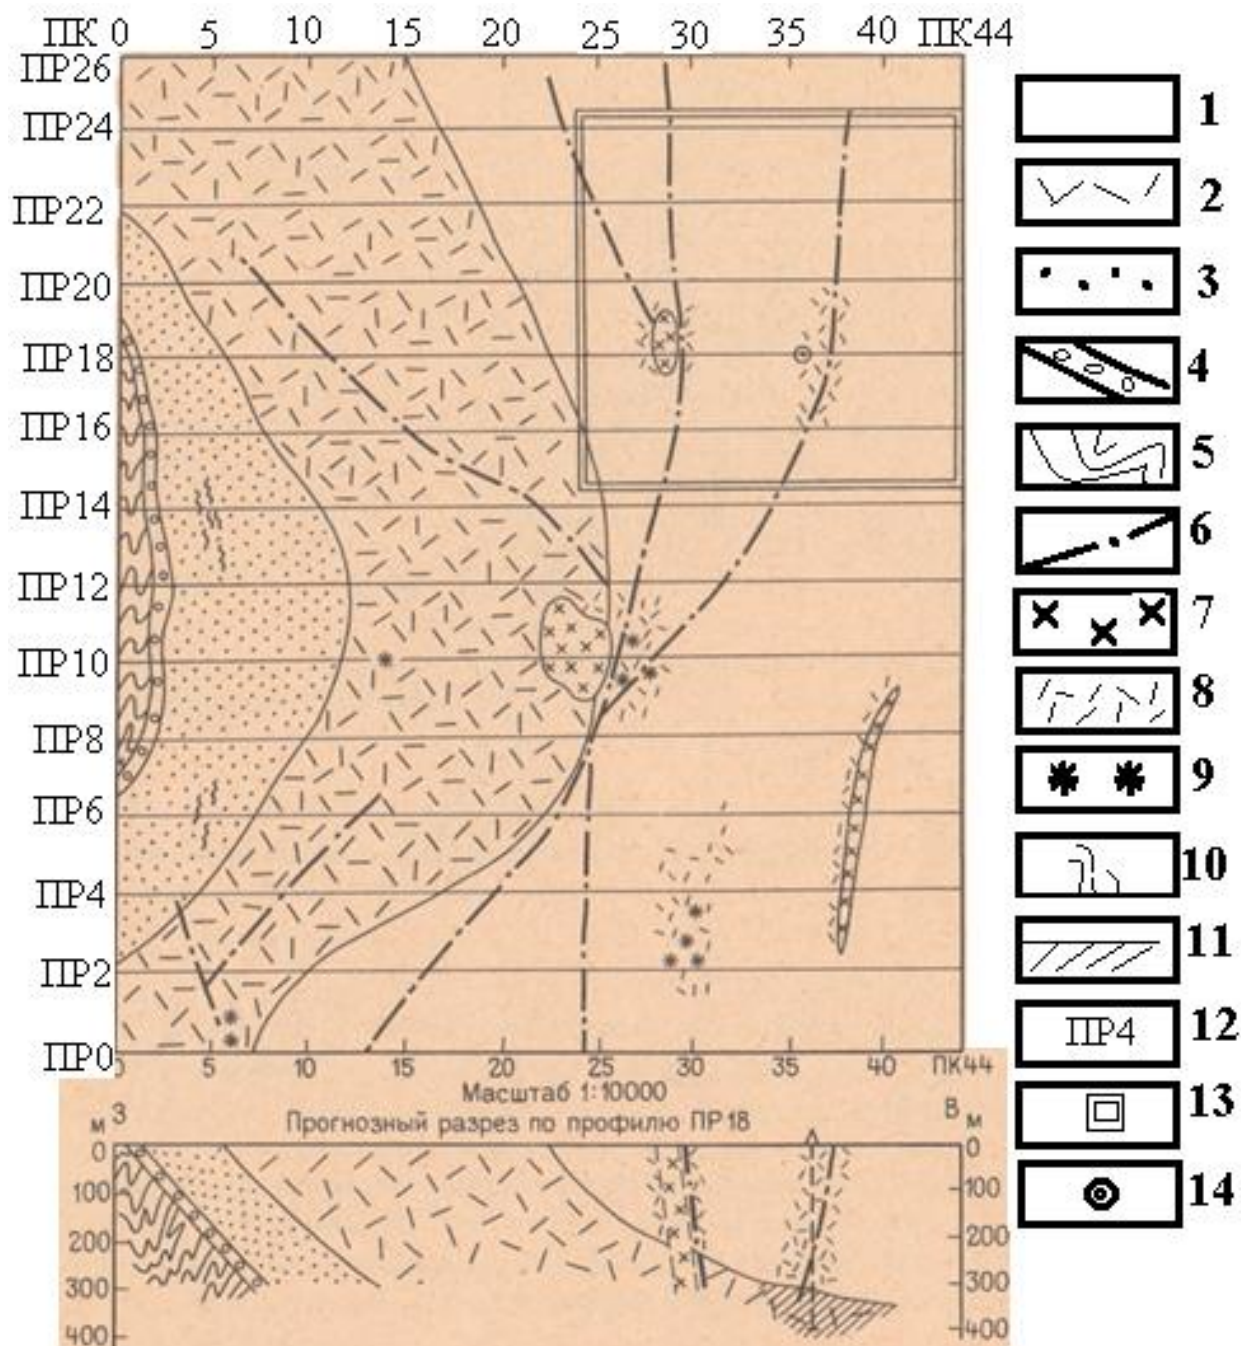 ПК 0 5 10 15 20 25 30 35 40 ПК44
ПР26
ПР24
ПР22
ПР20
ПР18
ПР16
ПР14
ПР12
ПР10
ПР8
ПР6
ПР4
ПР2
ПР0
0 5 10 15 20 25 30 35 40 ПК44
Масштаб 1:10000
Прогнозный разрез по профилю ПР18
м З
В м
0
100
200
300
400
0
100
200
300
400
1
2
3
4
5
6
7
8
9
10
11
ПР4 12
13
14